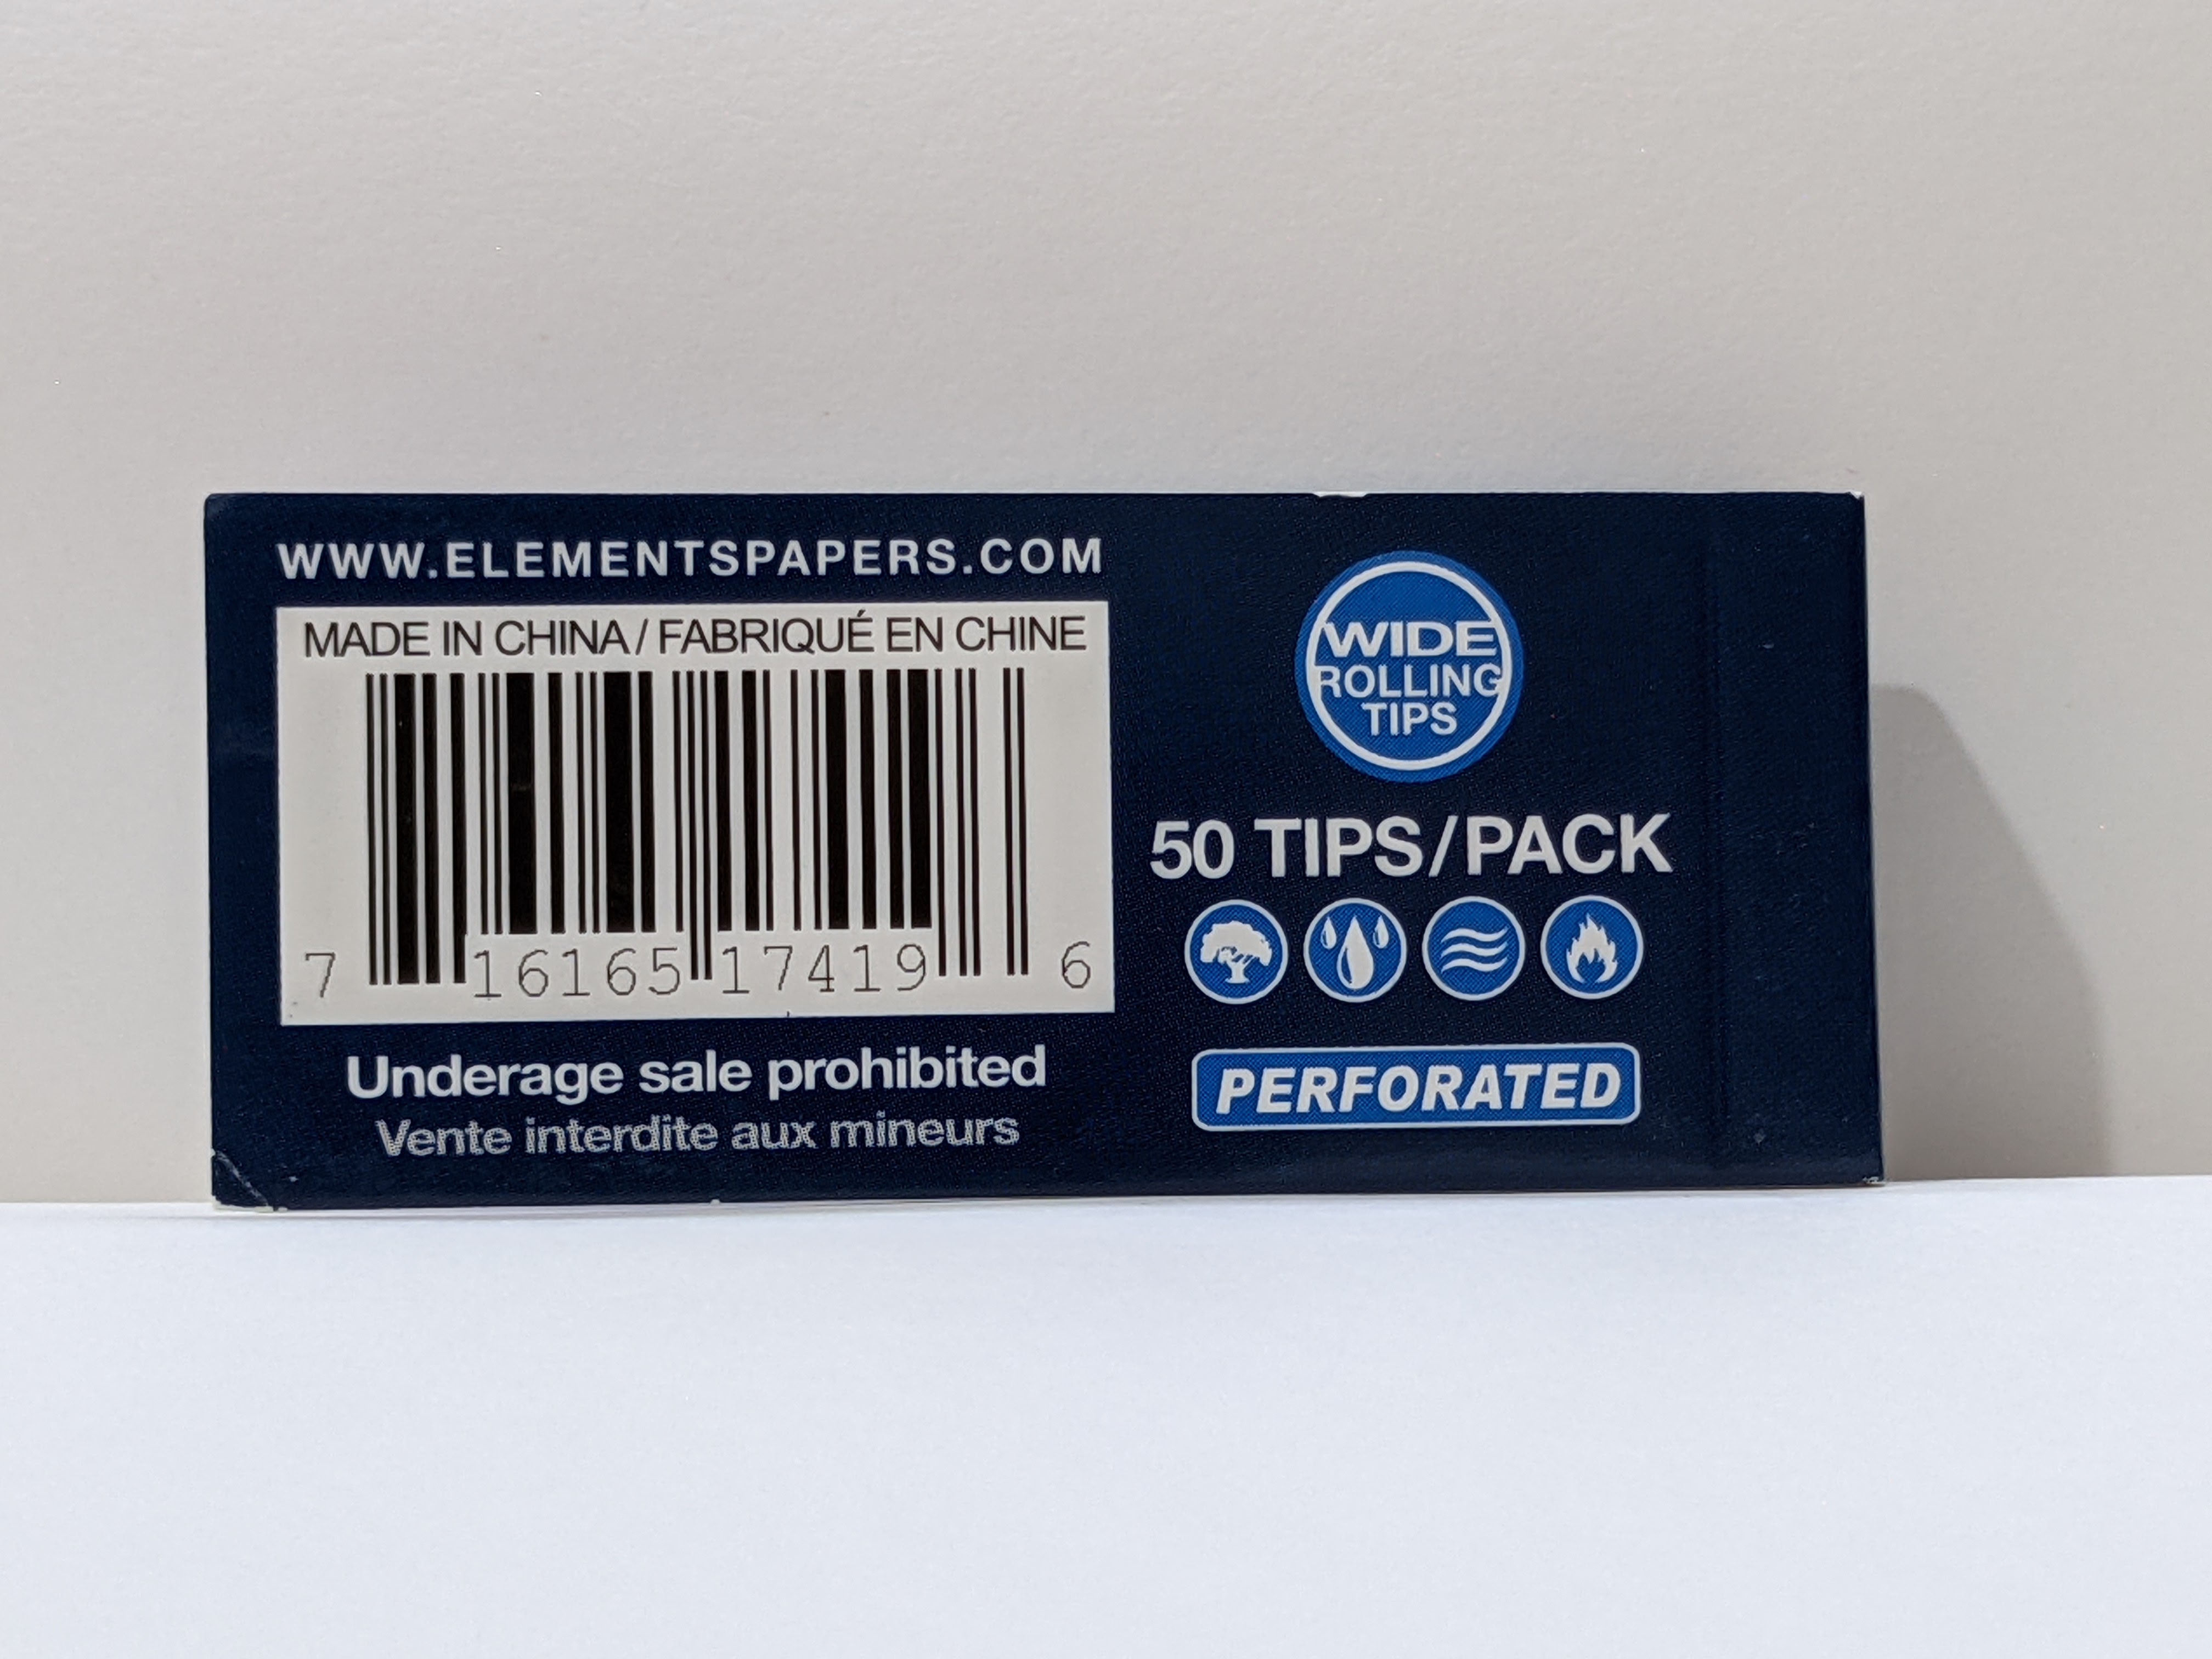 WWW.ELEMENTSPAPERS.COM
MADE IN CHINA / FABRIQUÉ EN CHINE
7 16165 17419 6
Underage sale prohibited
Vente interdite aux mineurs
WIDE
ROLLING
TIPS
50 TIPS/PACK
PERFORATED